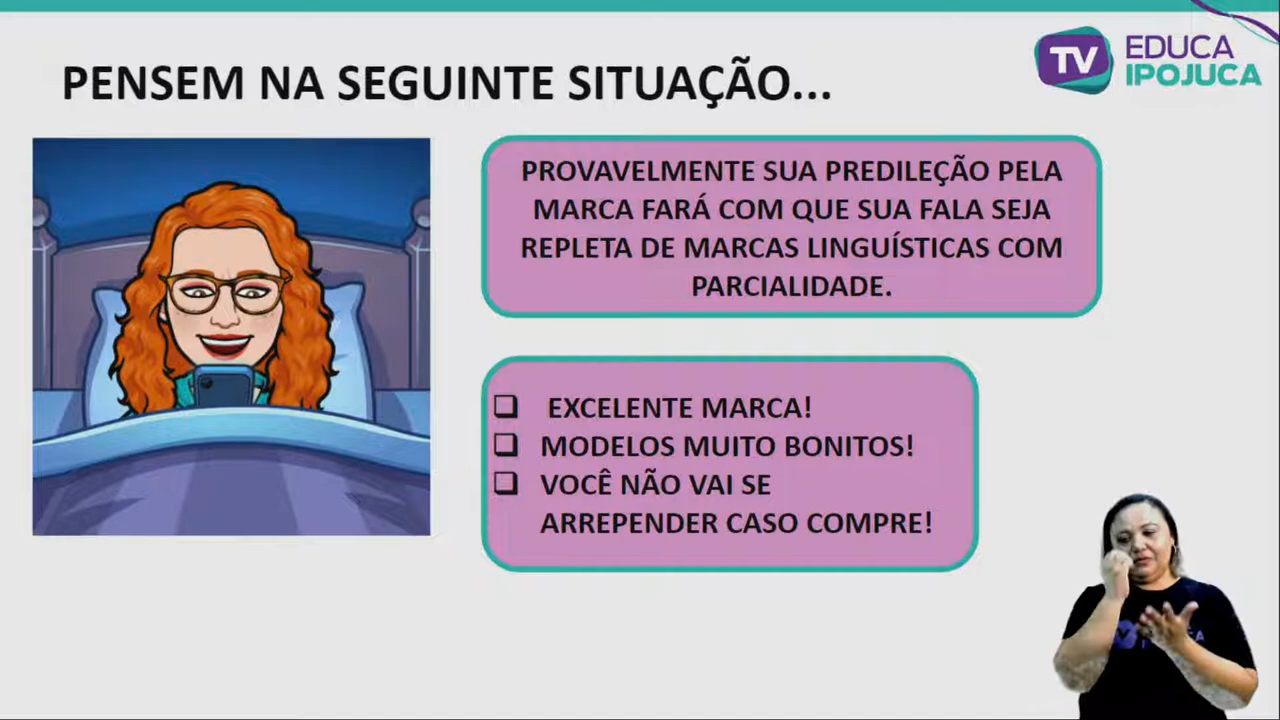 PENSEM NA SEGUINTE SITUAÇÃO...
TV
EDUCA
IPOJUCA
PROVAVELMENTE SUA PREDILEÇÃO PELA
MARCA FARÁ COM QUE SUA FALA SEJA
REPLETA DE MARCAS LINGUÍSTICAS COM
PARCIALIDADE.
EXCELENTE MARCA!
MODELOS MUITO BONITOS!
VOCÊ NÃO VAI SE
ARREPENDER CASO COMPRE!